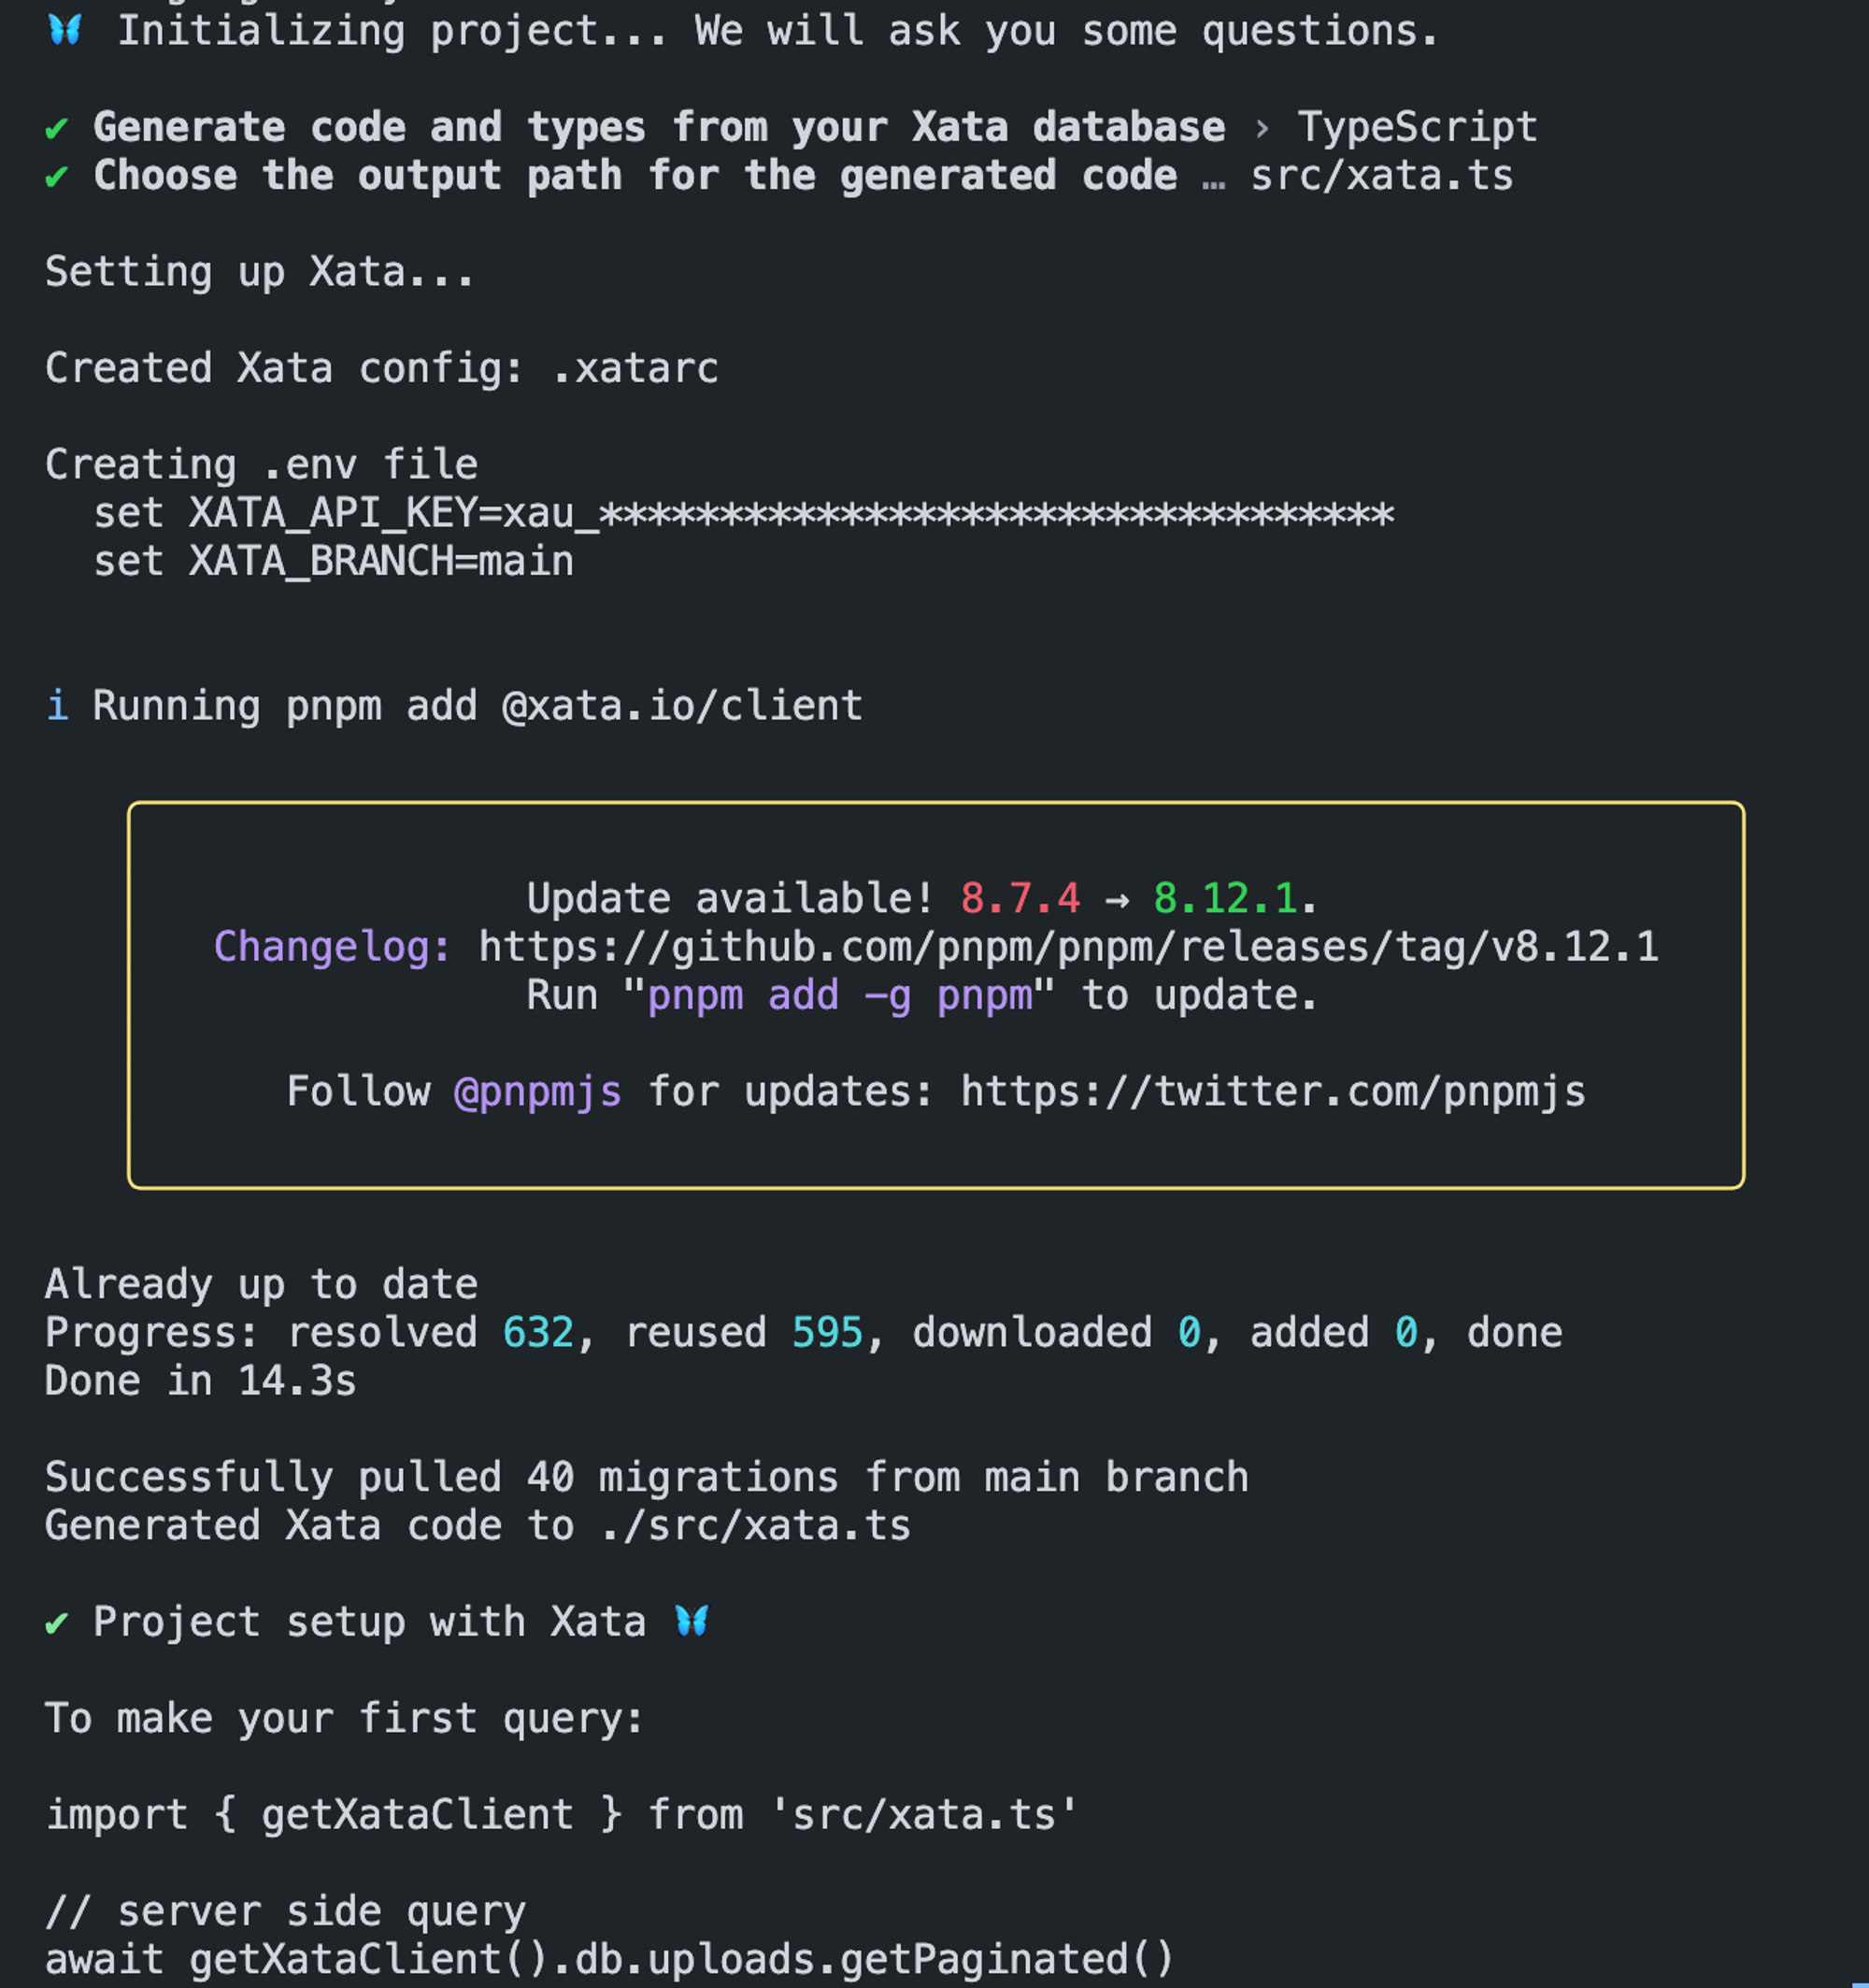 🦋 Initializing project... We will ask you some questions.
✔ Generate code and types from your Xata database › TypeScript
✔ Choose the output path for the generated code … src/xata.ts
Setting up Xata...
Created Xata config: .xatarc
Creating .env file
set XATA_API_KEY=xau_*********************************
set XATA_BRANCH=main
i Running pnpm add @xata.io/client
Update available! 8.7.4 → 8.12.1.
Changelog: https://github.com/pnpm/pnpm/releases/tag/v8.12.1
Run "pnpm add -g pnpm" to update.
Follow @pnpmjs for updates: https://twitter.com/pnpmjs
Already up to date
Progress: resolved 632, reused 595, downloaded 0, added 0, done
Done in 14.3s
Successfully pulled 40 migrations from main branch
Generated Xata code to ./src/xata.ts
✔ Project setup with Xata 🦋
To make your first query:
import { getXataClient } from 'src/xata.ts'
// server side query
await getXataClient().db.uploads.getPaginated()